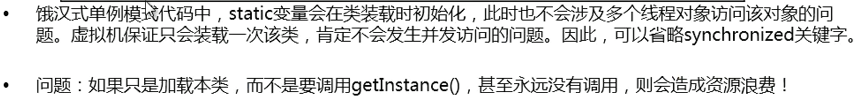 • 饿汉式单例模式代码中，static变量会在类装载时初始化，此时也不会涉及多个线程对象访问该对象的问
题。虚拟机保证只会装载一次该类，肯定不会发生并发访问的问题。因此，可以省略synchronized关键字。
• 问题：如果只是加载本类，而不是要调用getInstance()，甚至永远没有调用，则会造成资源浪费！